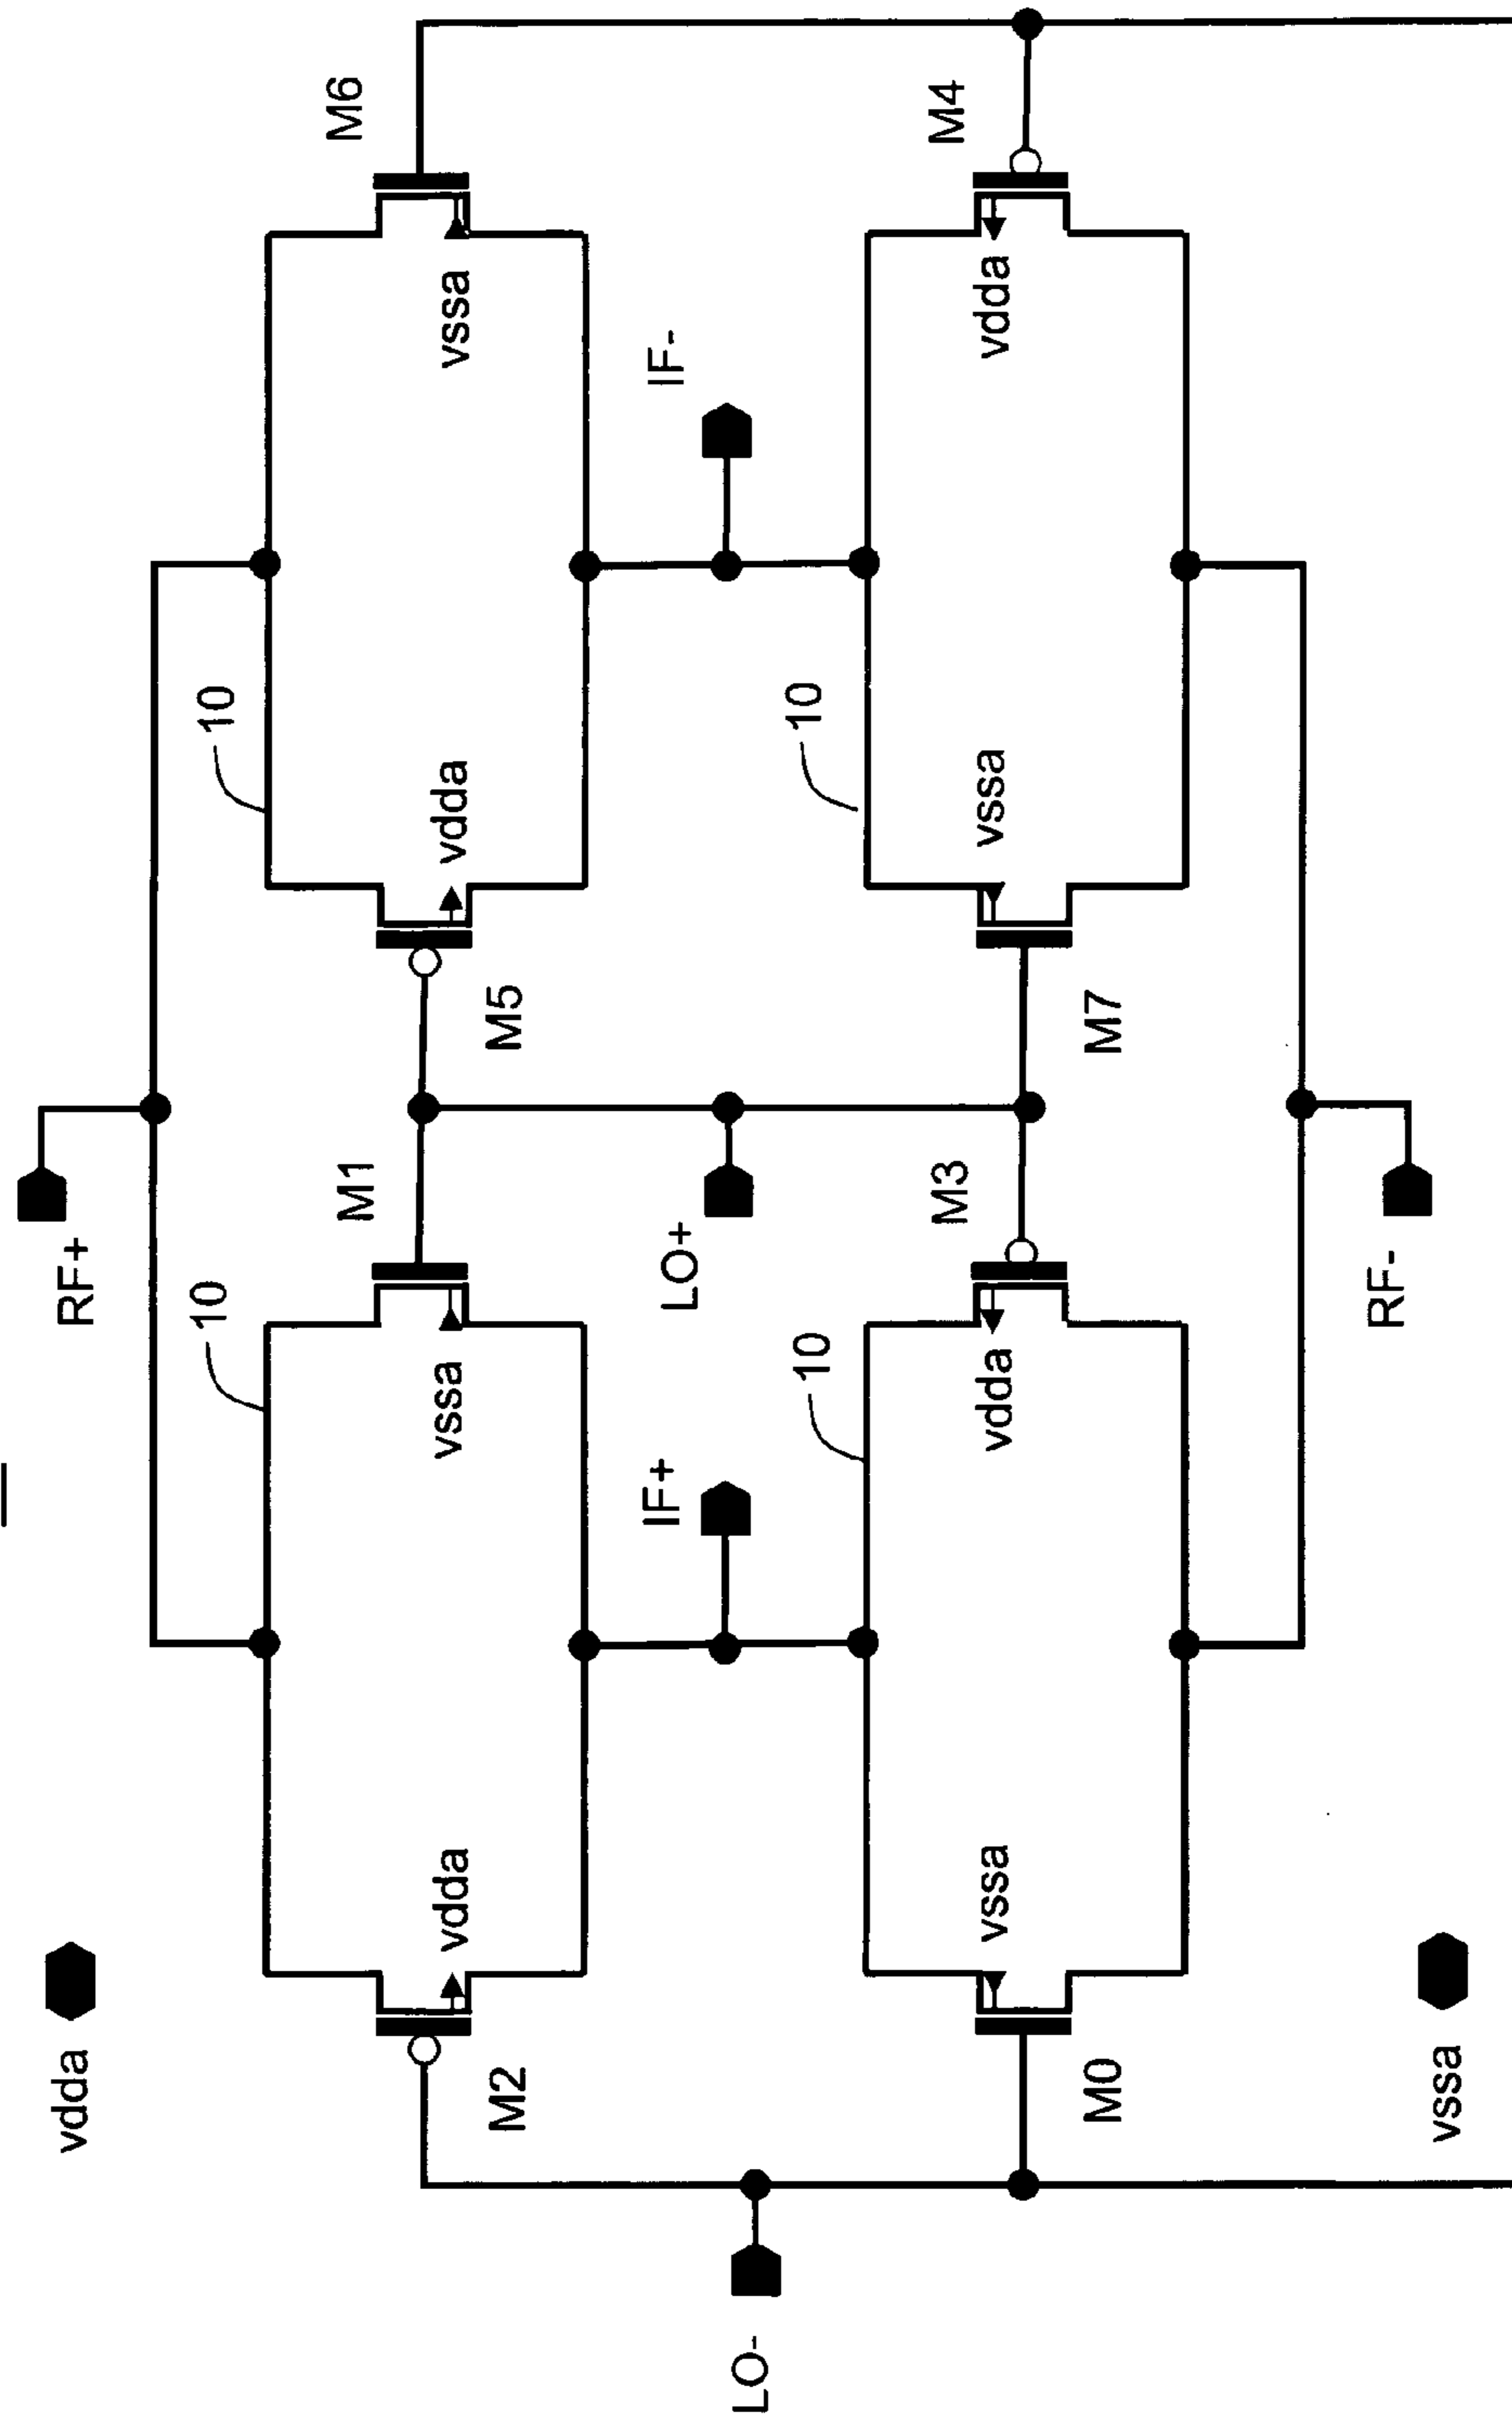 vdda
RF+
10
10
M2
vdda
vssa
M1
M5
vdda
vssa
M6
LO-
IF+
LO+
IF-
10
10
M0
vssa
vdda
M3
M7
vssa
vdda
M4
vssa
RF-